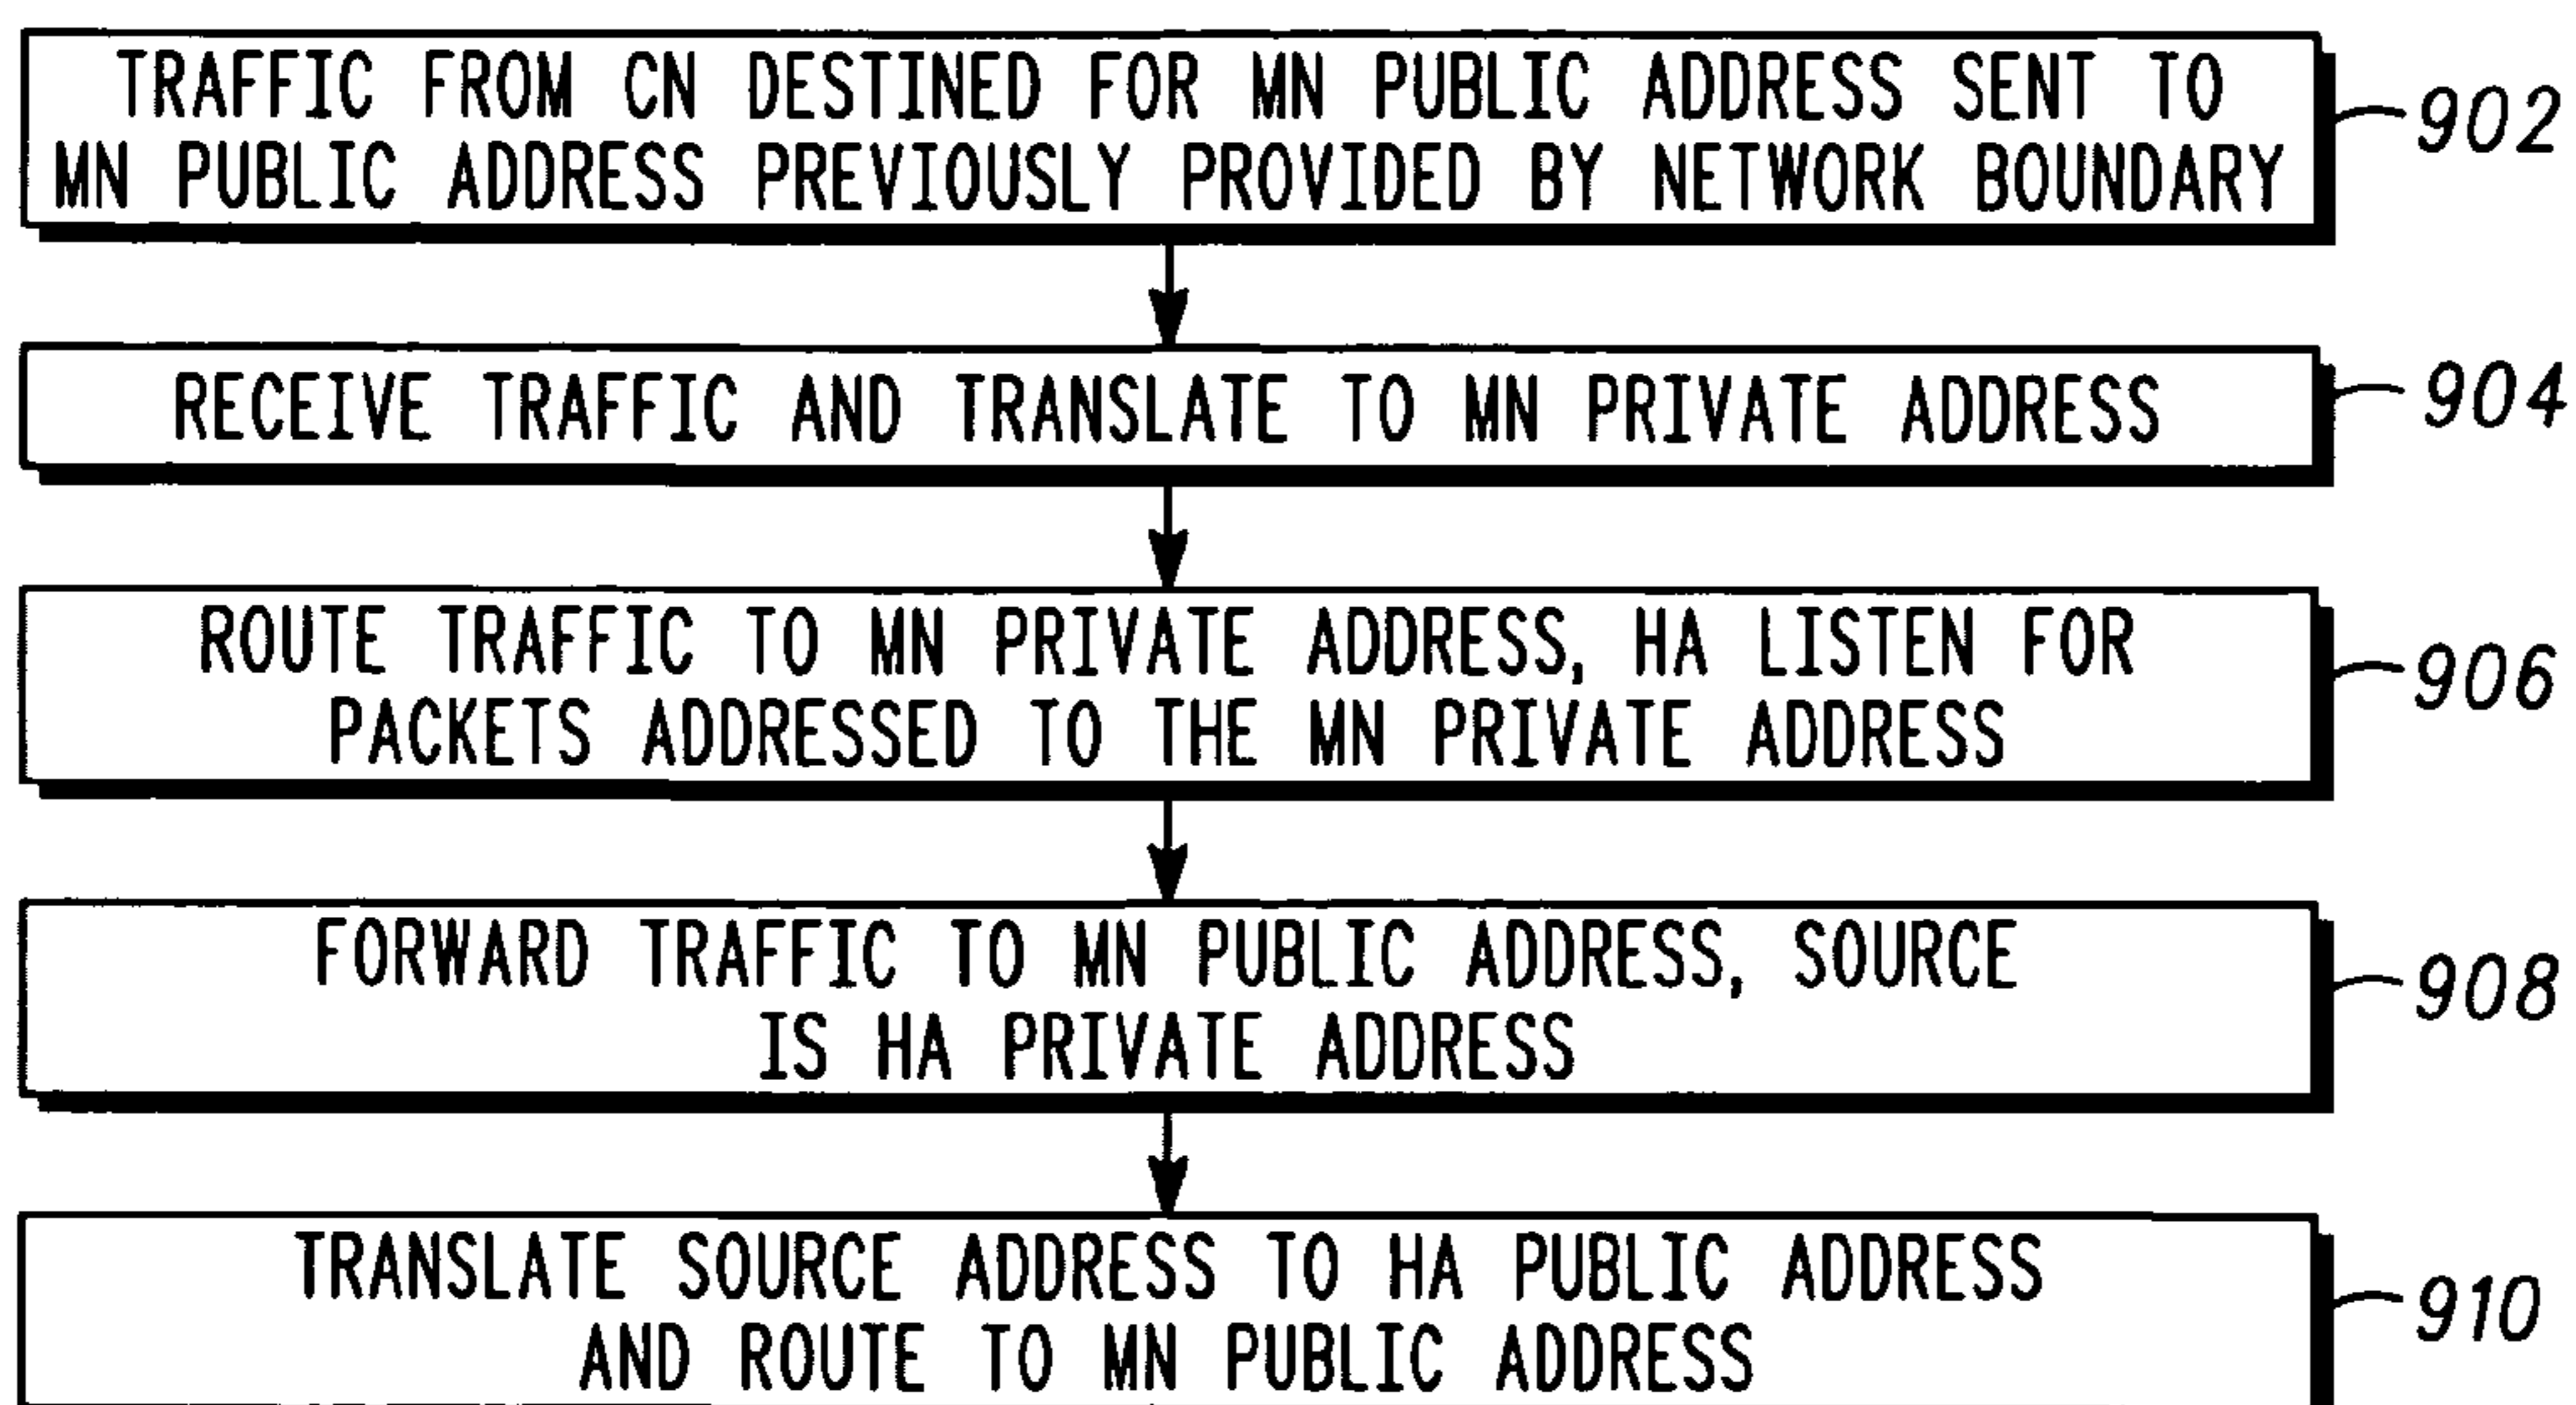 TRAFFIC FROM CN DESTINED FOR MN PUBLIC ADDRESS SENT TO
MN PUBLIC ADDRESS PREVIOUSLY PROVIDED BY NETWORK BOUNDARY
902
RECEIVE TRAFFIC AND TRANSLATE TO MN PRIVATE ADDRESS
904
ROUTE TRAFFIC TO MN PRIVATE ADDRESS, HA LISTEN FOR
PACKETS ADDRESSED TO THE MN PRIVATE ADDRESS
906
FORWARD TRAFFIC TO MN PUBLIC ADDRESS, SOURCE
IS HA PRIVATE ADDRESS
908
TRANSLATE SOURCE ADDRESS TO HA PUBLIC ADDRESS
AND ROUTE TO MN PUBLIC ADDRESS
910